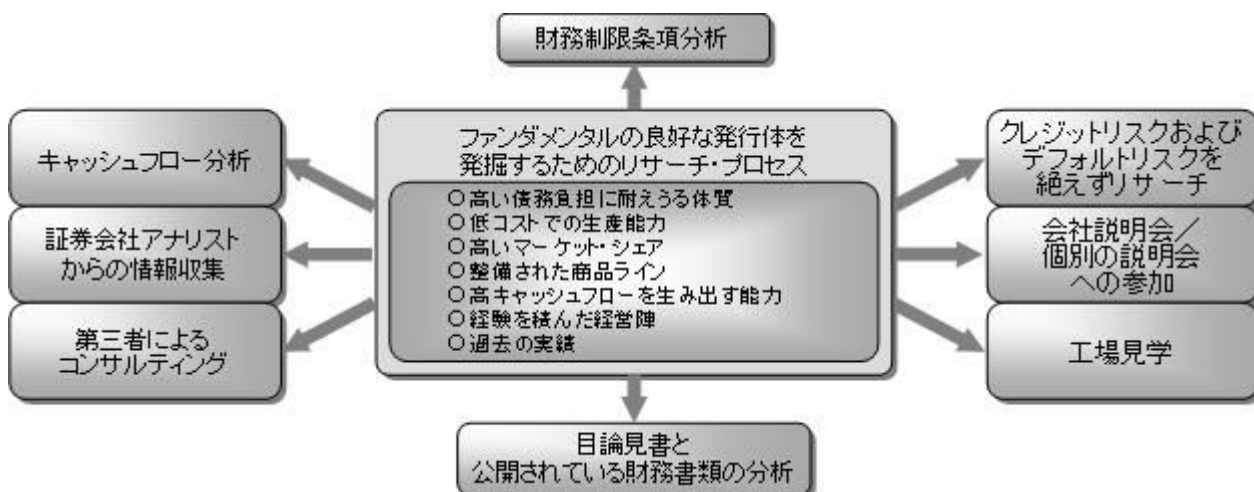 財務制限条項分析
キャッシュフロー分析
証券会社アナリスト
からの情報収集
第三者による
コンサルティング
ファンダメンタルの良好な発行体を
発掘するためのリサーチ・プロセス
○高い債務負担に耐えうる体質
○低コストでの生産能力
○高いマーケット・シェア
○整備された商品ライン
○高キャッシュフローを生み出す能力
○経験を積んだ経営陣
○過去の実績
クレジットリスクおよび
デフォルトリスクを
絶えずリサーチ
会社説明会／
個別の説明会
への参加
工場見学
目論見書と
公開されている財務書類の分析